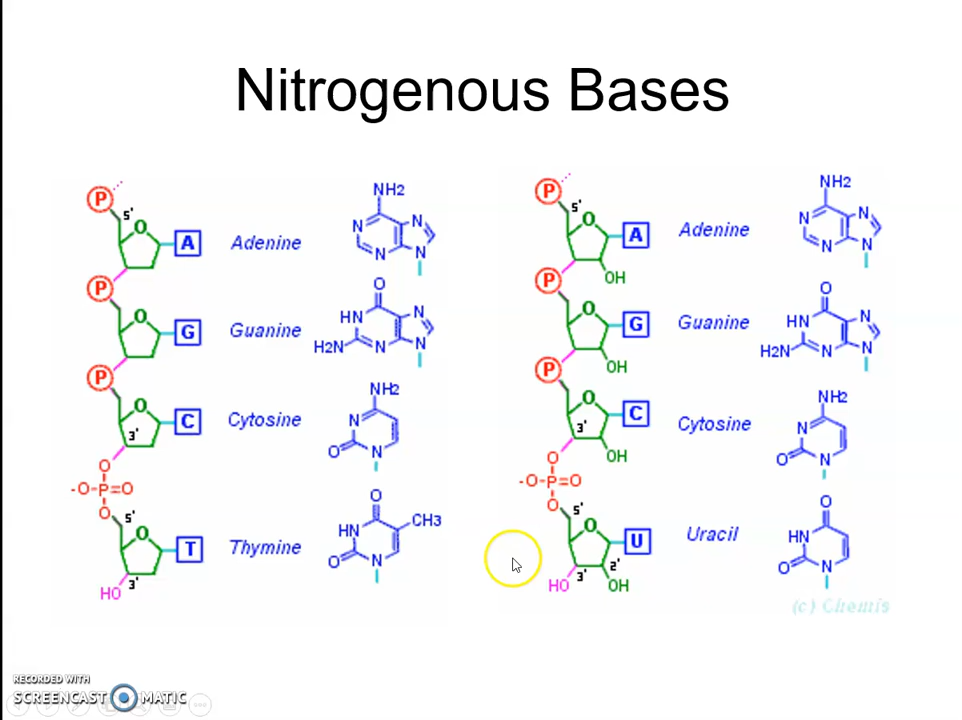 Nitrogenous Bases
P
5'
O
A
Adenine
NH2
N
N
N
N
P
O
G
Guanine
O
HN
H2N
N
N
N
P
O
C
3'
Cytosine
NH2
N
O
N
O
-O-P=O
O
5'
O
T
3'
HO
Thymine
O
HN
CH3
O
N
P
5'
O
A
OH
Adenine
NH2
N
N
N
N
P
O
G
OH
Guanine
O
HN
H2N
N
N
N
P
O
C
3'
OH
Cytosine
NH2
N
O
N
O
-O-P=O
O
5'
O
U
2'
3'
HO
OH
Uracil
O
HN
O
N
(c) Chemis
RECORDED WITH
SCREENCAST MATIC